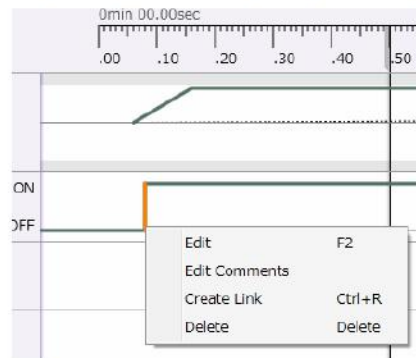 0min 00.00sec
.00 .10 .20 .30 .40 .50
ON
OFF
Edit F2
Edit Comments
Create Link Ctrl+R
Delete Delete